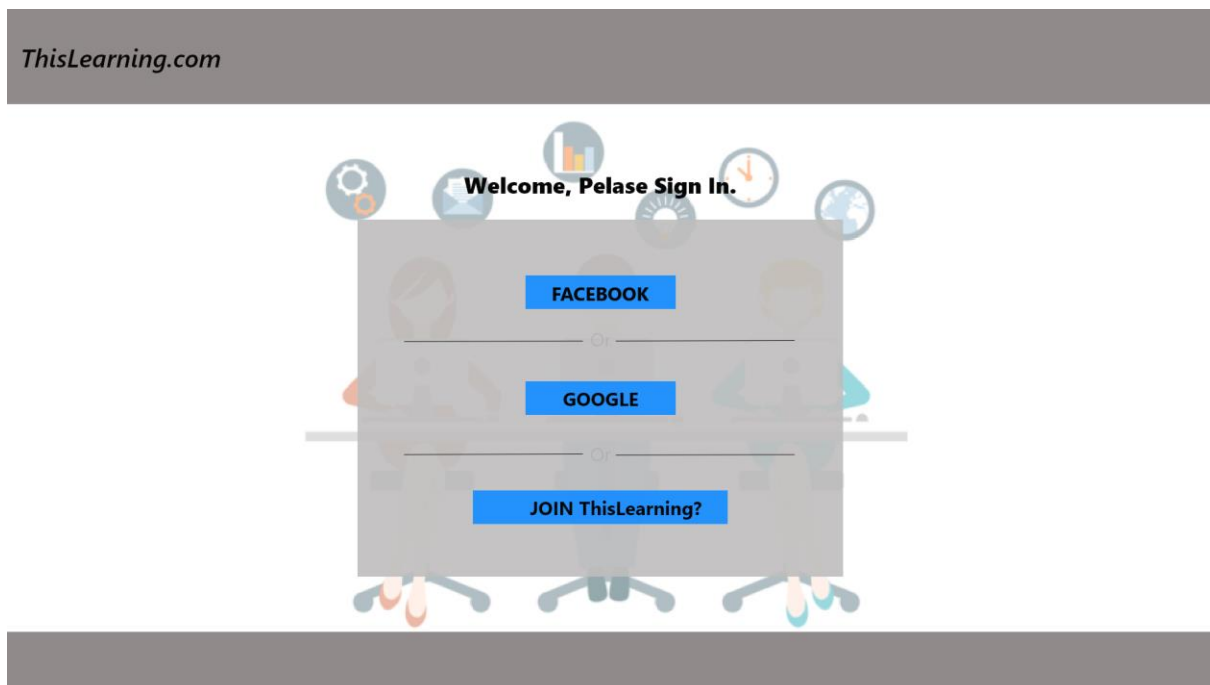 ThisLearning.com
Welcome, Pelase Sign In.
FACEBOOK
Or
GOOGLE
Or
JOIN ThisLearning?